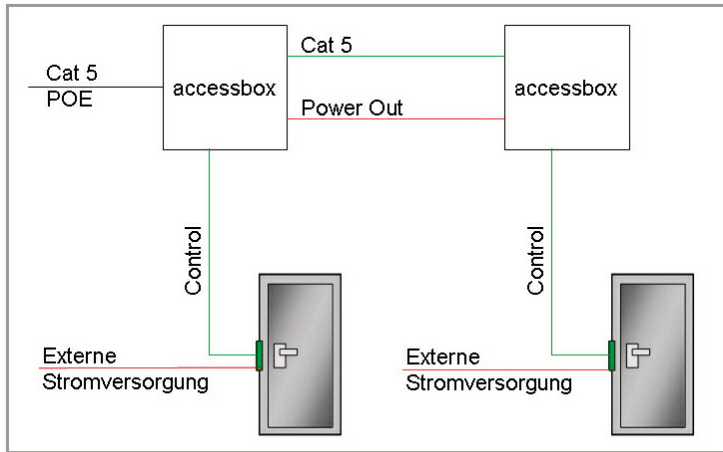 Cat 5
POE
accessbox
Cat 5
Power Out
accessbox
Control
Control
Externe
Stromversorgung
Externe
Stromversorgung